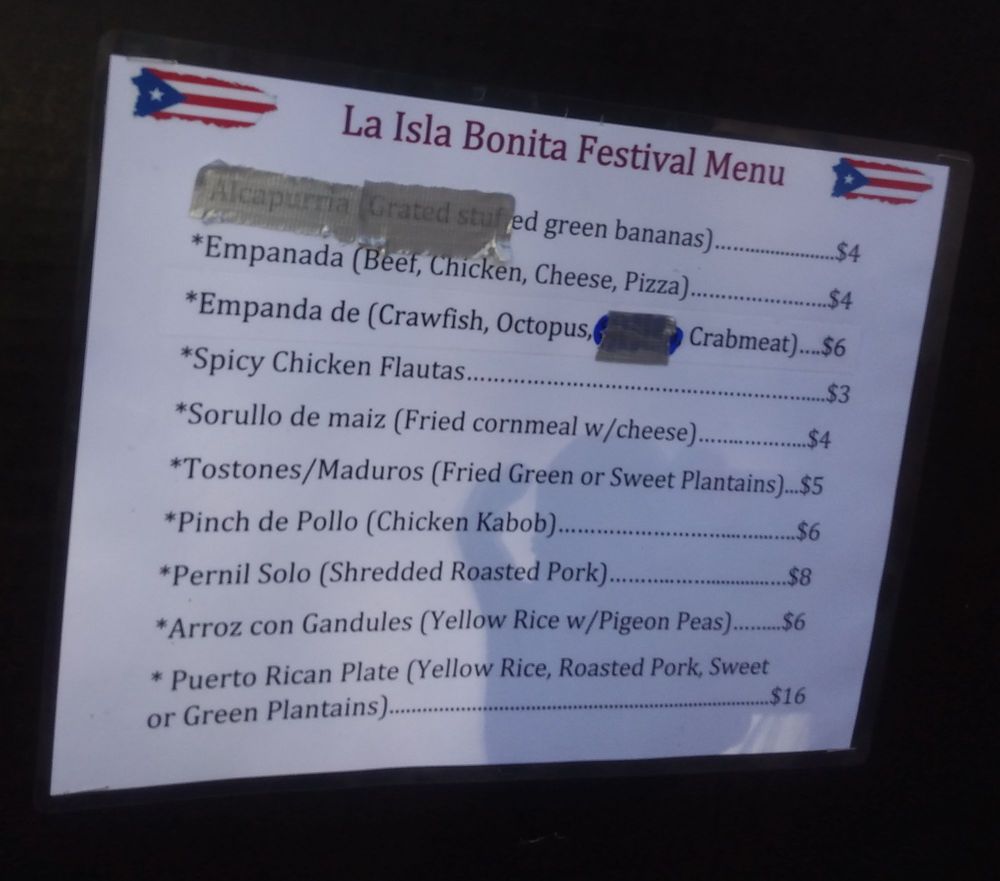 La Isla Bonita Festival Menu
Alcapurria (Grated stuffed green bananas)......................$4
*Empanada (Beef, Chicken, Cheese, Pizza)........................$4
*Empanda de (Crawfish, Octopus, Crabmeat)....$6
*Spicy Chicken Flautas................................................................$3
*Sorullo de maiz (Fried cornmeal w/cheese)...................$4
*Tostones/Maduros (Fried Green or Sweet Plantains)...$5
*Pinch de Pollo (Chicken Kabob)..........................................$6
*Pernil Solo (Shredded Roasted Pork)...............................$8
*Arroz con Gandules (Yellow Rice w/Pigeon Peas).........$6
* Puerto Rican Plate (Yellow Rice, Roasted Pork, Sweet
or Green Plantains)......................................................................$16